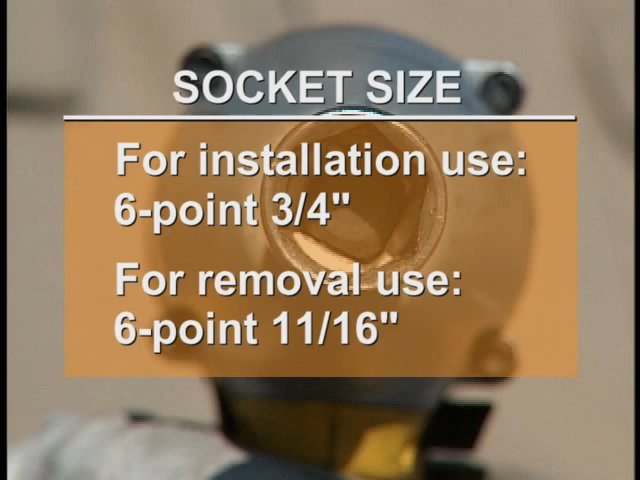 SOCKET SIZE
For installation use:
6-point 3/4"
For removal use:
6-point 11/16"